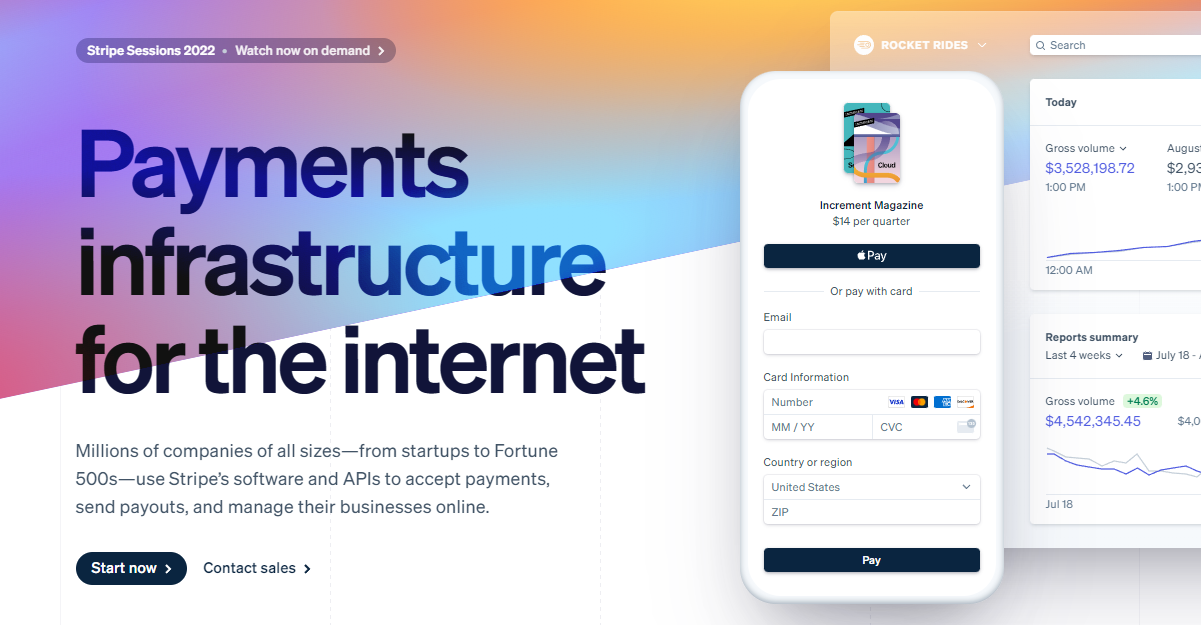 Stripe Sessions 2022 • Watch now on demand
Payments
infrastructure
for the internet
Millions of companies of all sizes—from startups to Fortune
500s—use Stripe’s software and APIs to accept payments,
send payouts, and manage their businesses online.
Start now
Contact sales
Cloud
Increment Magazine
$14 per quarter
Pay
Or pay with card
Email
Card Information
Number
VISA
MM / YY
CVC
Country or region
United States
ZIP
Pay
ROCKET RIDES
Search
Today
Gross volume
$3,528,198.72
1:00 PM
August
$2,93
1:00 PM
12:00 AM
Reports summary
Last 4 weeks
July 18 -
Gross volume
+4.6%
$4,542,345.45
$4,0
Jul 18